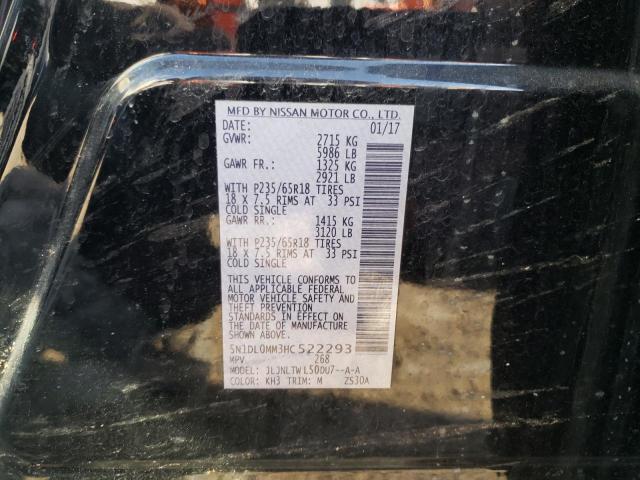 MFD BY NISSAN MOTOR CO., LTD.
DATE: 01/17
GVWR: 2715 KG
5986 LB
GAWR FR.: 1325 KG
2921 LB
WITH P235/65R18 TIRES
18 X 7.5 RIMS AT 33 PSI
COLD SINGLE
GAWR RR.: 1415 KG
3120 LB
WITH P235/65R18 TIRES
18 X 7.5 RIMS AT 33 PSI
COLD SINGLE
THIS VEHICLE CONFORMS TO
ALL APPLICABLE FEDERAL
MOTOR VEHICLE SAFETY AND
THEFT PREVENTION
STANDARDS IN EFFECT ON THE
DATE OF MANUFACTURE SHOWN
ABOVE.
5N1DL0MM3HC522293
MPV 268
MODEL: JLJNLTWL50DU7--A-A
COLOR: KH3 TRIM: M ZS30A